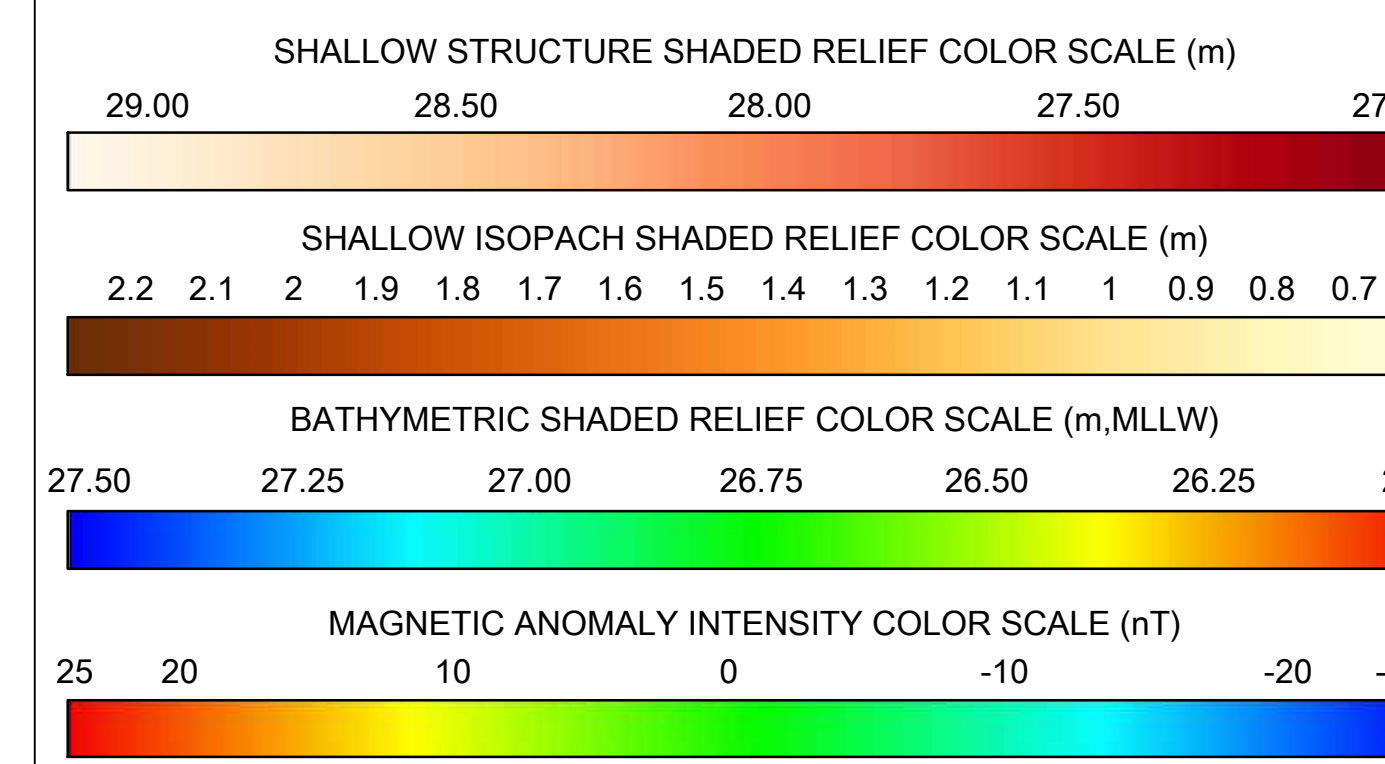 SHALLOW STRUCTURE SHADED RELIEF COLOR SCALE (m)
29.00 28.50 28.00 27.50 27
SHALLOW ISOPACH SHADED RELIEF COLOR SCALE (m)
2.2 2.1 2 1.9 1.8 1.7 1.6 1.5 1.4 1.3 1.2 1.1 1 0.9 0.8 0.7
BATHYMETRIC SHADED RELIEF COLOR SCALE (m,MLLW)
27.50 27.25 27.00 26.75 26.50 26.25
MAGNETIC ANOMALY INTENSITY COLOR SCALE (nT)
25 20 10 0 -10 -20 -